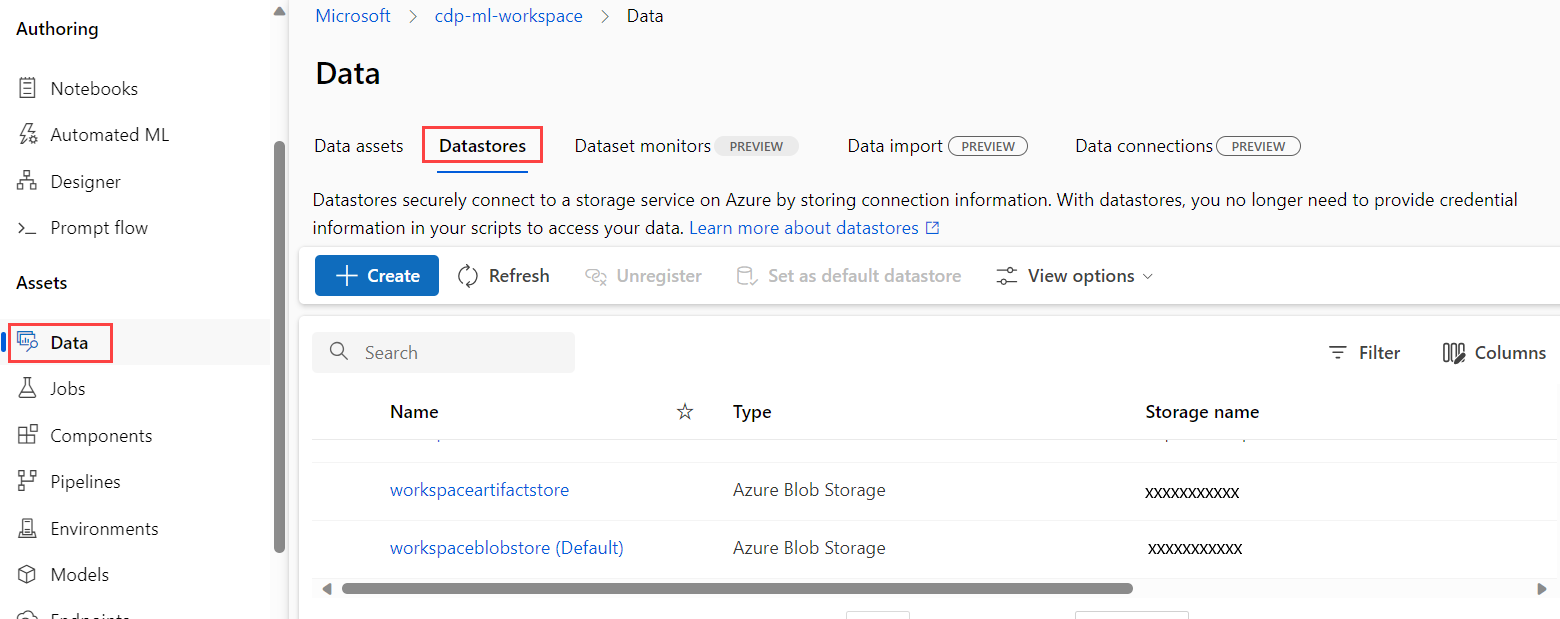 Authoring
Notebooks
Automated ML
Designer
Prompt flow
Assets
Data
Jobs
Components
Pipelines
Environments
Models
Endpoints
Microsoft > cdp-ml-workspace > Data
Data
Data assets Datastores Dataset monitors PREVIEW Data import PREVIEW Data connections PREVIEW
Datastores securely connect to a storage service on Azure by storing connection information. With datastores, you no longer need to provide credential
information in your scripts to access your data. Learn more about datastores
Create Refresh Unregister Set as default datastore View options
Search Filter Columns
Name Type Storage name
workspaceartifactstore Azure Blob Storage xxxxxxxxxxx
workspaceblobstore (Default) Azure Blob Storage xxxxxxxxxxx